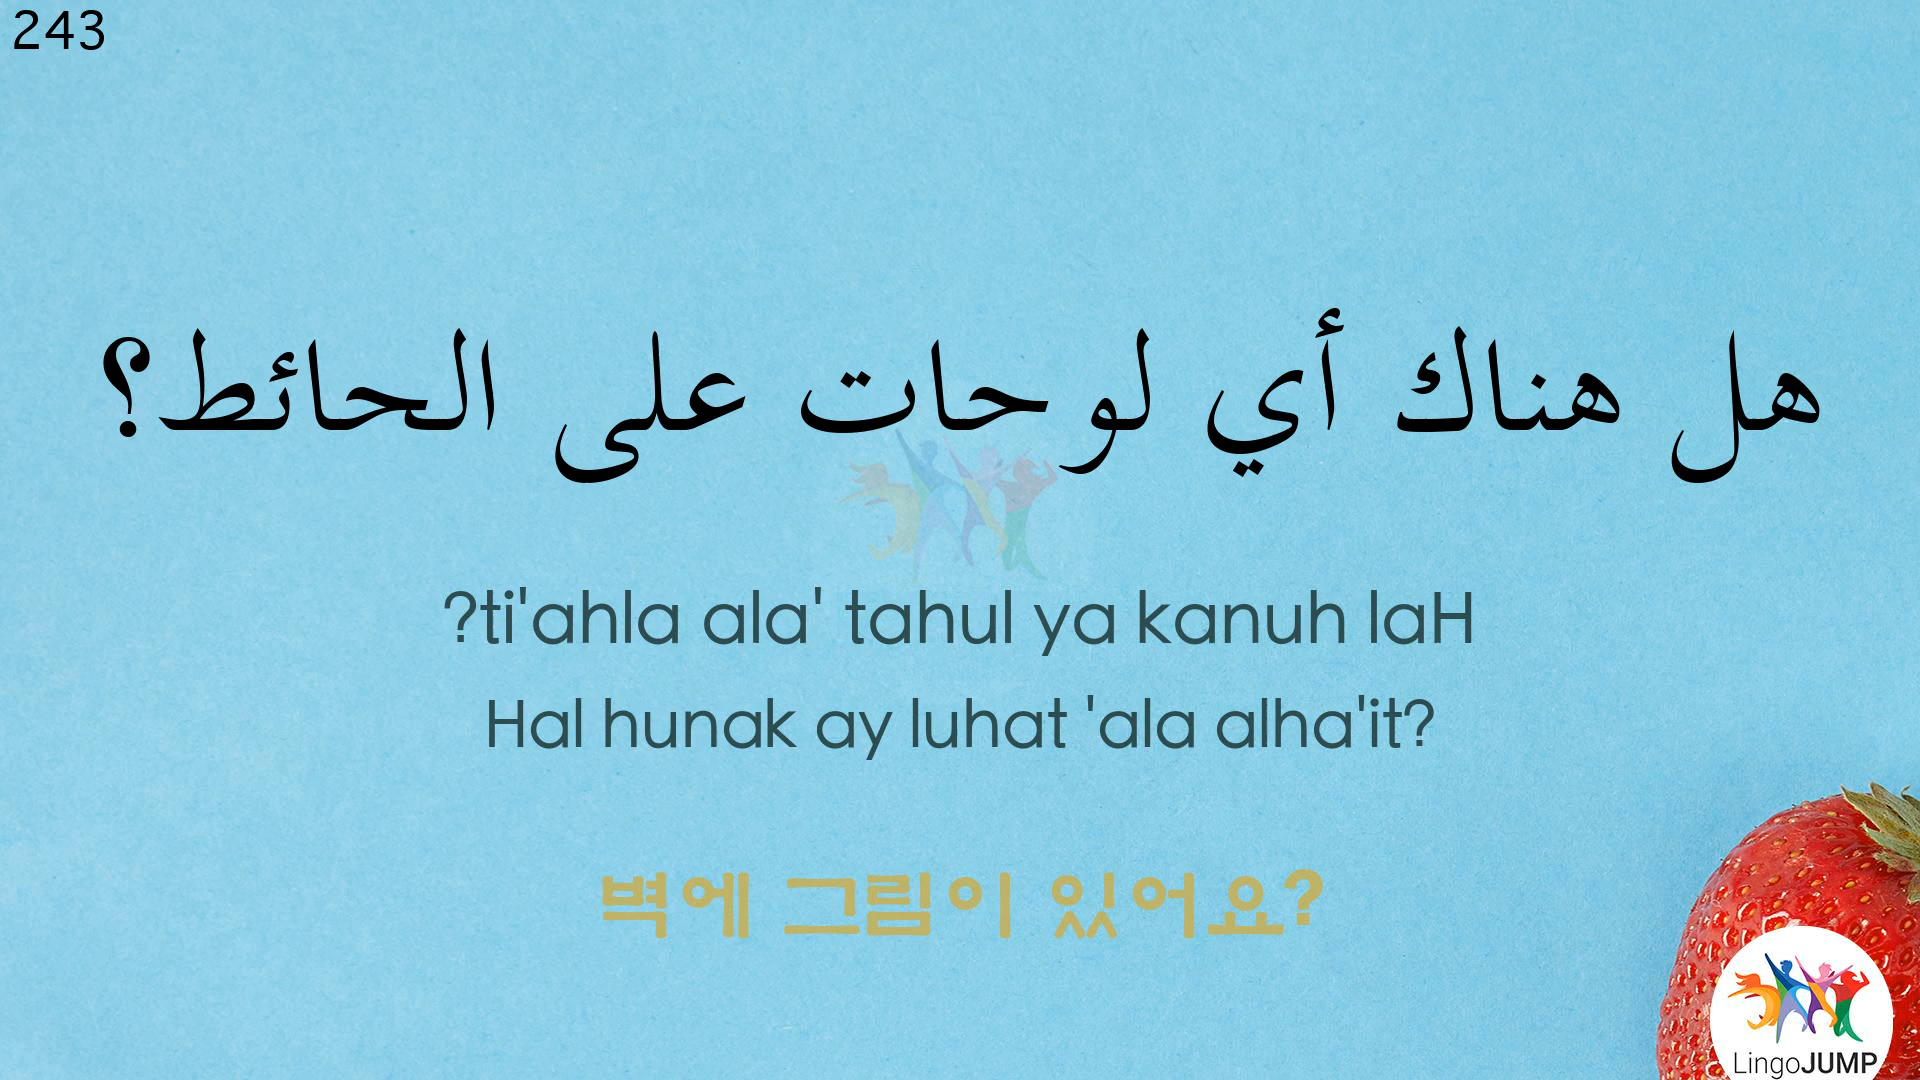 243
هل هناك أي لوحات على الحائط؟
?ti'ahla ala' tahul ya kanuh laH
Hal hunak ay luhat 'ala alha'it?
벽에 그림이 있어요?
LingoJUMP